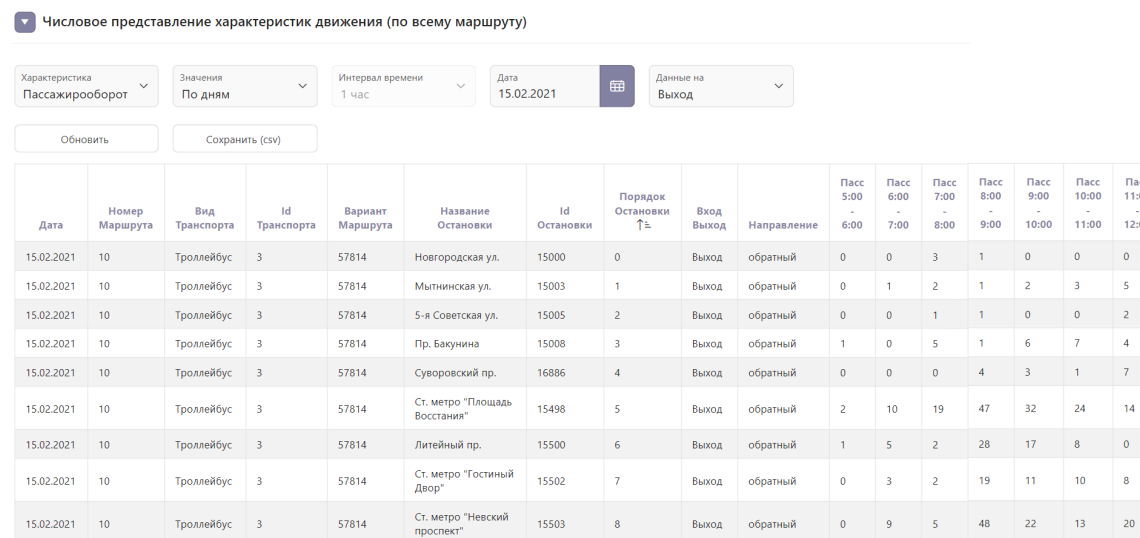 Числовое представление характеристик движения (по всему маршруту)
Характеристика
Пассажирооборот
Значения
По дням
Интервал времени
1 час
Дата
15.02.2021
Данные на
Выход
Обновить
Сохранить (csv)
Дата Номер Маршрута Вид Транспорта Id Транспорта Вариант Маршрута Название Остановки Id Остановки Порядок Остановки Вход Выход Направление Пасс 5:00 - 6:00 Пасс 6:00 - 7:00 Пасс 7:00 - 8:00 Пасс 8:00 - 9:00 Пасс 9:00 - 10:00 Пасс 10:00 - 11:00
15.02.2021 10 Троллейбус 3 57814 Новгородская ул. 15000 0 Выход обратный 0 0 3 1 0 0 0
15.02.2021 10 Троллейбус 3 57814 Мытнинская ул. 15003 1 Выход обратный 0 1 2 1 2 3 5
15.02.2021 10 Троллейбус 3 57814 5-я Советская ул. 15005 2 Выход обратный 0 0 1 1 0 0 2
15.02.2021 10 Троллейбус 3 57814 Пр. Бакунина 15008 3 Выход обратный 1 0 5 1 6 7 4
15.02.2021 10 Троллейбус 3 57814 Суворовский пр. 16886 4 Выход обратный 0 0 0 4 3 1 7
15.02.2021 10 Троллейбус 3 57814 Ст. метро "Площадь Восстания" 15498 5 Выход обратный 2 10 19 47 32 24 14
15.02.2021 10 Троллейбус 3 57814 Литейный пр. 15500 6 Выход обратный 1 5 2 28 17 8 0
15.02.2021 10 Троллейбус 3 57814 Ст. метро "Гостиный Двор" 15502 7 Выход обратный 0 3 2 19 11 10 8
15.02.2021 10 Троллейбус 3 57814 Ст. метро "Невский проспект" 15503 8 Выход обратный 0 9 5 48 22 13 20